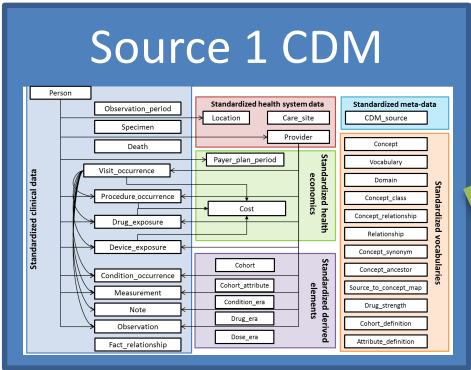 Source 1 CDM
Person
Standardized clinical data
Observation_period
Specimen
Death
Visit_occurrence
Procedure_occurrence
Drug_exposure
Device_exposure
Condition_occurrence
Measurement
Note
Observation
Fact_relationship
Standardized health system data
Location
Care_site
Provider
Payer_plan_period
Cost
Standardized health
economics
Cohort
Cohort_attribute
Condition_era
Drug_era
Dose_era
Standardized derived
elements
Standardized meta-data
CDM_source
Concept
Vocabulary
Domain
Concept_class
Concept_relationship
Relationship
Concept_synonym
Concept_ancestor
Source_to_concept_map
Drug_strength
Cohort_definition
Attribute_definition
Standardized vocabularies